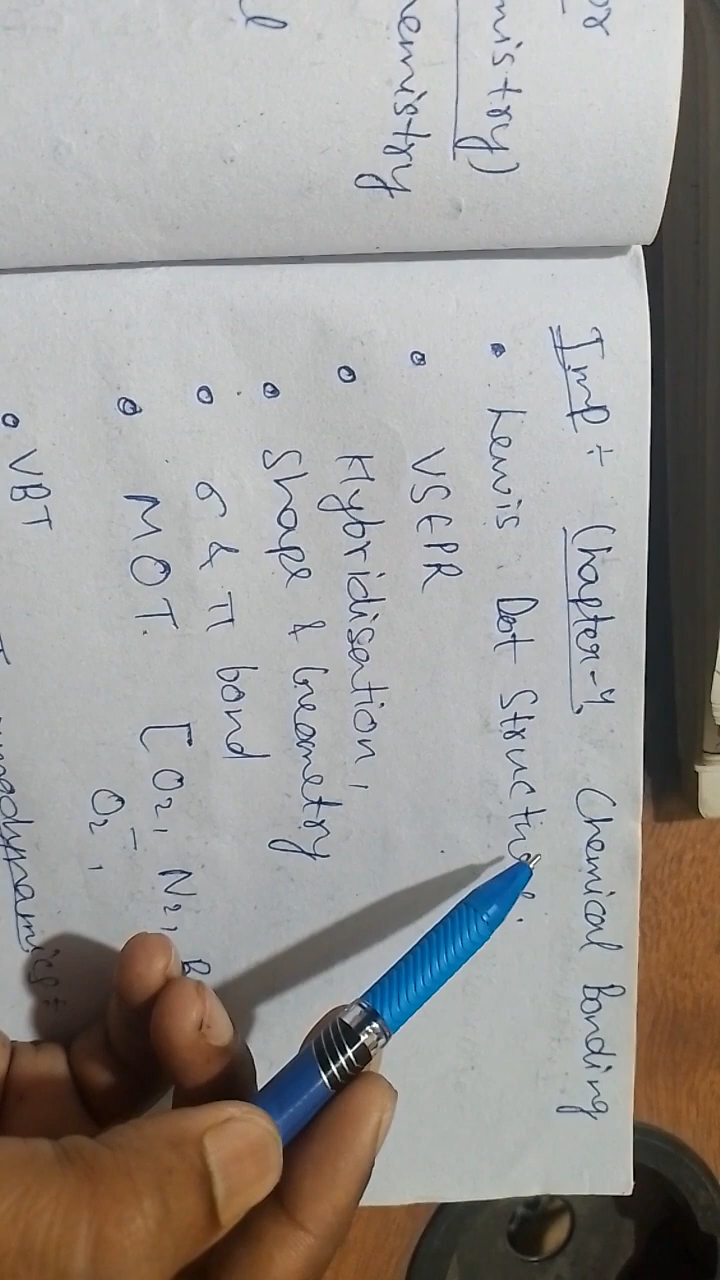 mistry)
hemistry
Imp÷ Chapter-4 Chemical Bonding
• Lewis Dot Structure
• VSEPR
• Hybridisation,
• Shape & Geometry
• σ & π bond
• MOT. [O2, N2, B
O2⁻,
• VBT